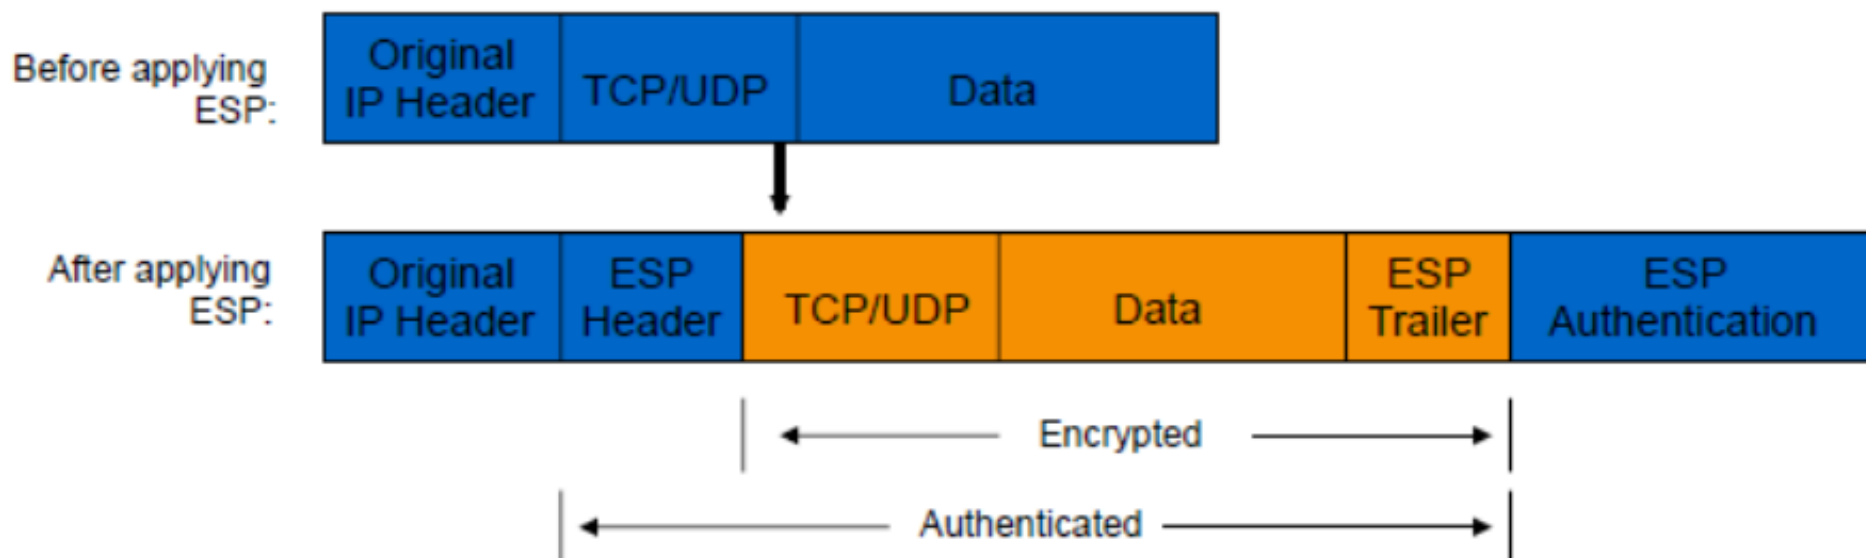 Before applying
ESP:
Original
IP Header
TCP/UDP
Data
After applying
ESP:
Original
IP Header
ESP
Header
TCP/UDP
Data
ESP
Trailer
ESP
Authentication
Encrypted
Authenticated